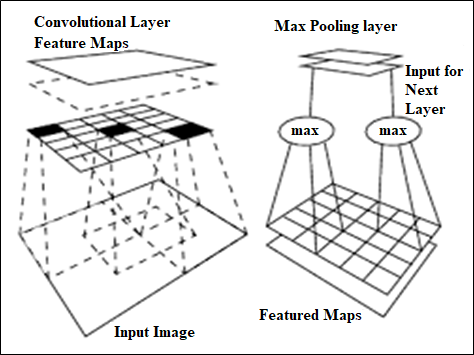 Convolutional Layer
Feature Maps
Input Image
Max Pooling layer
Input for
Next
Layer
max
max
Featured Maps